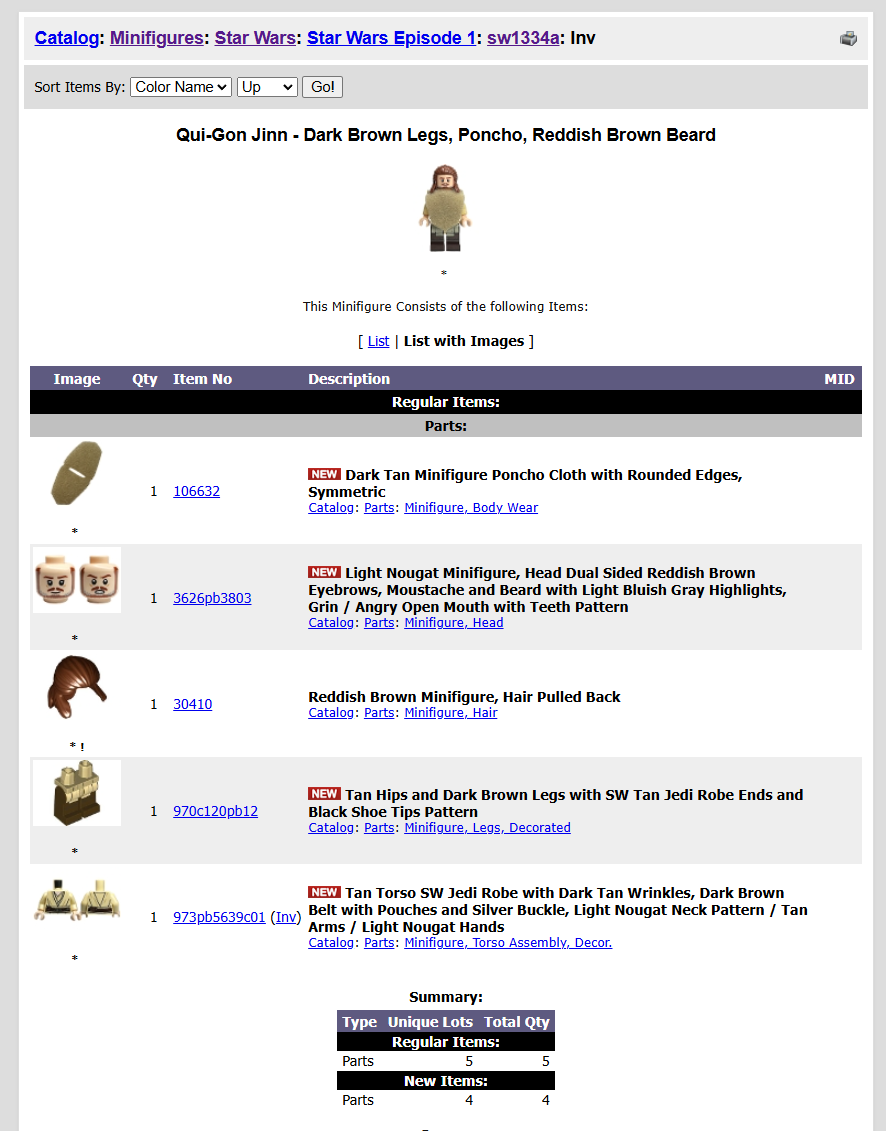 Catalog: Minifigures: Star Wars: Star Wars Episode 1: sw1334a: Inv
Sort Items By: Color Name Up Go!
Qui-Gon Jinn - Dark Brown Legs, Poncho, Reddish Brown Beard
*
This Minifigure Consists of the following Items:
[ List | List with Images ]
Image Qty Item No Description MID
Regular Items:
Parts:
* 1 106632 NEW Dark Tan Minifigure Poncho Cloth with Rounded Edges,
Symmetric
Catalog: Parts: Minifigure, Body Wear
* 1 3626pb3803 NEW Light Nougat Minifigure, Head Dual Sided Reddish Brown
Eyebrows, Moustache and Beard with Light Bluish Gray Highlights,
Grin / Angry Open Mouth with Teeth Pattern
Catalog: Parts: Minifigure, Head
* ! 1 30410 Reddish Brown Minifigure, Hair Pulled Back
Catalog: Parts: Minifigure, Hair
* 1 970c120pb12 NEW Tan Hips and Dark Brown Legs with SW Tan Jedi Robe Ends and
Black Shoe Tips Pattern
Catalog: Parts: Minifigure, Legs, Decorated
* 1 973pb5639c01 (Inv) NEW Tan Torso SW Jedi Robe with Dark Tan Wrinkles, Dark Brown
Belt with Pouches and Silver Buckle, Light Nougat Neck Pattern / Tan
Arms / Light Nougat Hands
Catalog: Parts: Minifigure, Torso Assembly, Decor.
Summary:
Type Unique Lots Total Qty
Regular Items:
Parts 5 5
New Items:
Parts 4 4